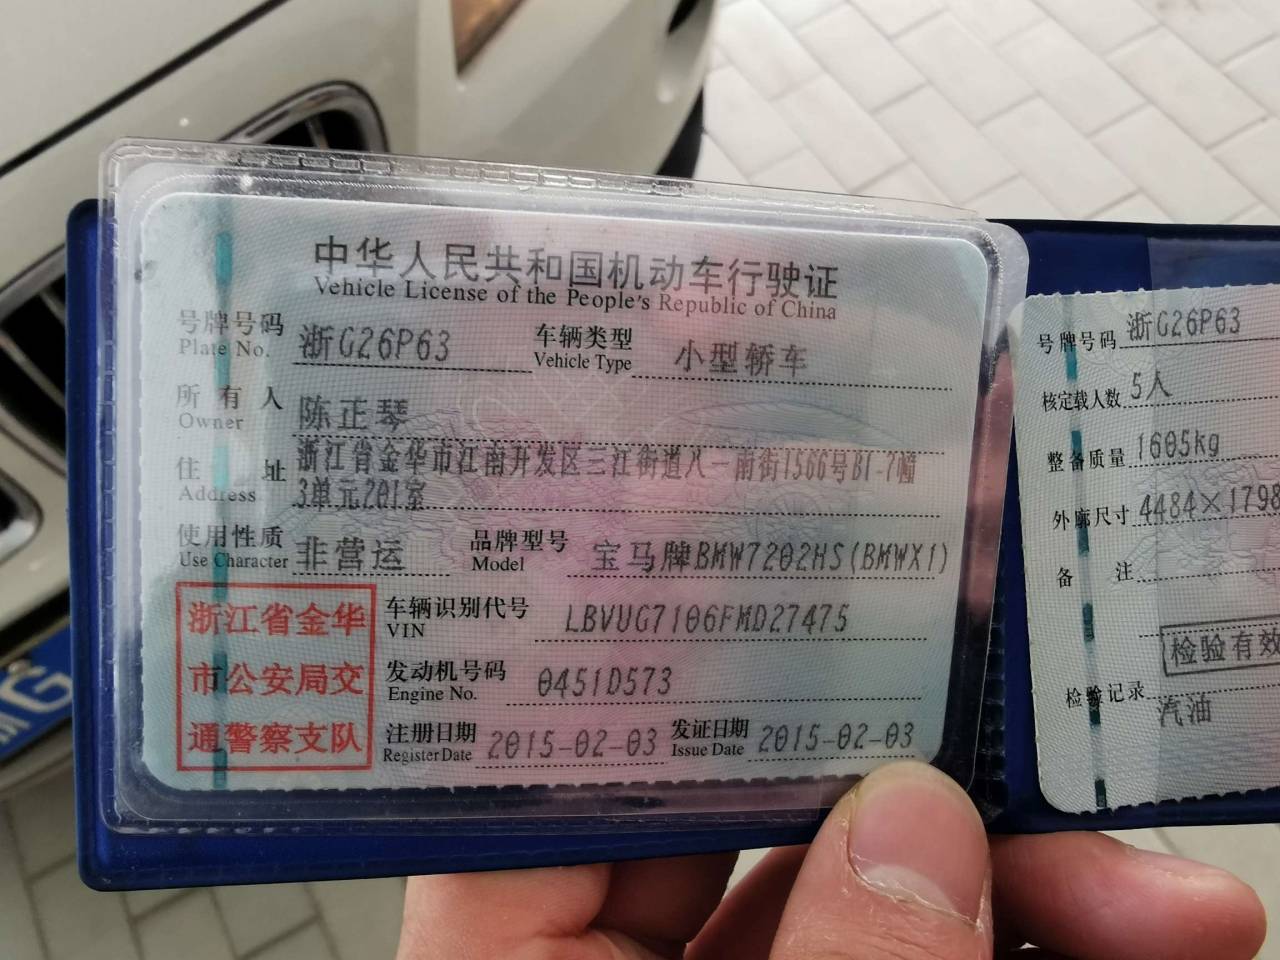 中华人民共和国机动车行驶证
Vehicle License of the People's Republic of China
号牌号码 浙G26P63 车辆类型 小型轿车
Plate No. Vehicle Type
所有人 陈正琴
Owner
住址 浙江省金华市江南开发区三江街道八一南街1566号B1-7幢
Address 3单元201室
使用性质 非营运 品牌型号 宝马牌BMW7202HS(BMWX1)
Use Character Model
浙江省金华
市公安局交
通警察支队
车辆识别代号 LBVUG7106FMD27475
VIN
发动机号码 0451D573
Engine No.
注册日期 2015-02-03 发证日期 2015-02-03
Register Date Issue Date
号牌号码 浙G26P63
核定载人数 5人
整备质量 1605kg
外廓尺寸 4484×1798
备注
检验有效
检验记录
汽油
G